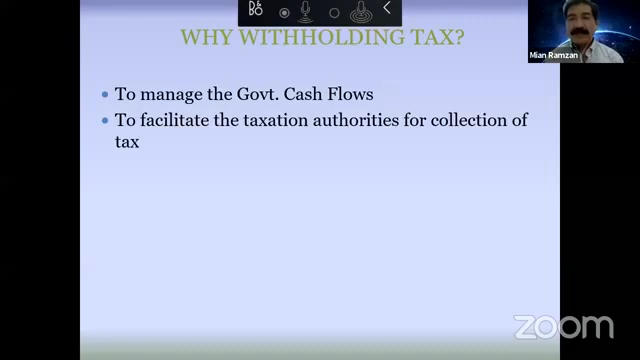 B&
BO
WHY WITHHOLDING TAX?
Mian Ramzan
To manage the Govt. Cash Flows
To facilitate the taxation authorities for collection of
tax
zoom